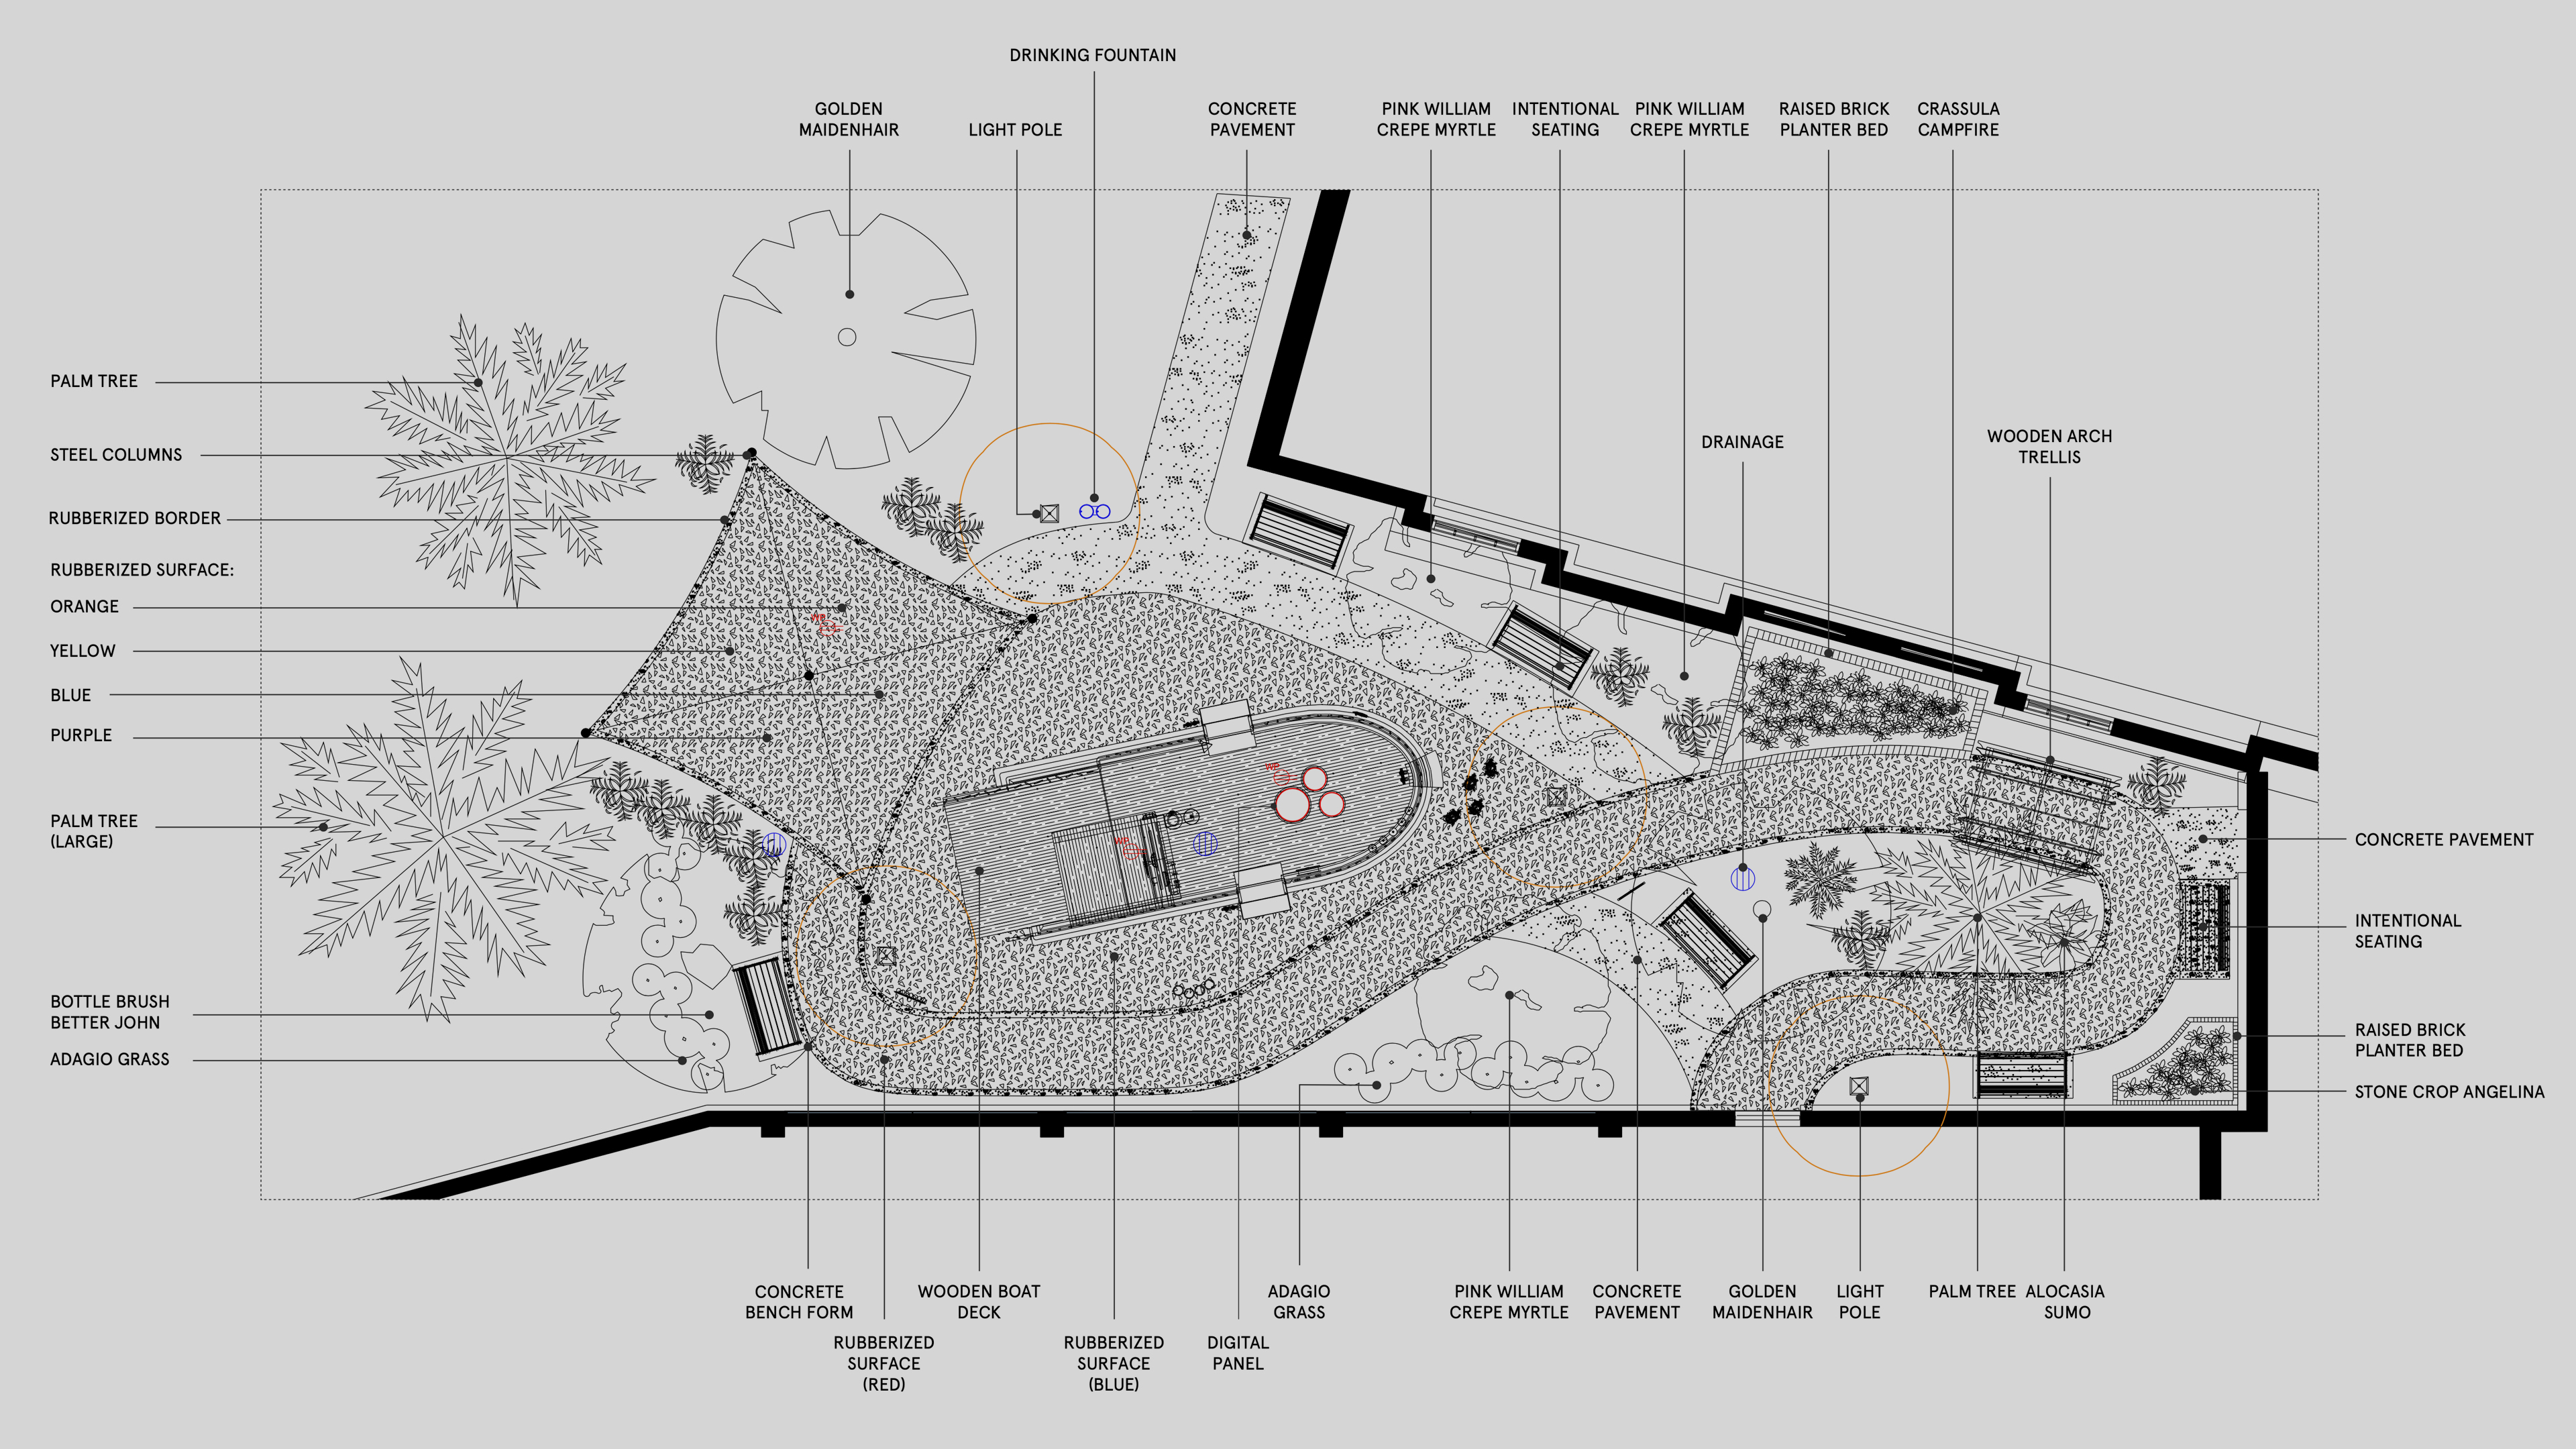 DRINKING FOUNTAIN
GOLDEN
MAIDENHAIR
LIGHT POLE
CONCRETE
PAVEMENT
PINK WILLIAM
CREPE MYRTLE
INTENTIONAL
SEATING
PINK WILLIAM
CREPE MYRTLE
RAISED BRICK
PLANTER BED
CRASSULA
CAMPFIRE
DRAINAGE
WOODEN ARCH
TRELLIS
PALM TREE
STEEL COLUMNS
RUBBERIZED BORDER
RUBBERIZED SURFACE:
ORANGE
YELLOW
BLUE
PURPLE
PALM TREE
(LARGE)
BOTTLE BRUSH
BETTER JOHN
ADAGIO GRASS
WP
WP
WP
CONCRETE PAVEMENT
INTENTIONAL
SEATING
RAISED BRICK
PLANTER BED
STONE CROP ANGELINA
CONCRETE
BENCH FORM
RUBBERIZED
SURFACE
(RED)
WOODEN BOAT
DECK
RUBBERIZED
SURFACE
(BLUE)
DIGITAL
PANEL
ADAGIO
GRASS
PINK WILLIAM
CREPE MYRTLE
CONCRETE
PAVEMENT
GOLDEN
MAIDENHAIR
LIGHT
POLE
PALM TREE
ALOCASIA
SUMO